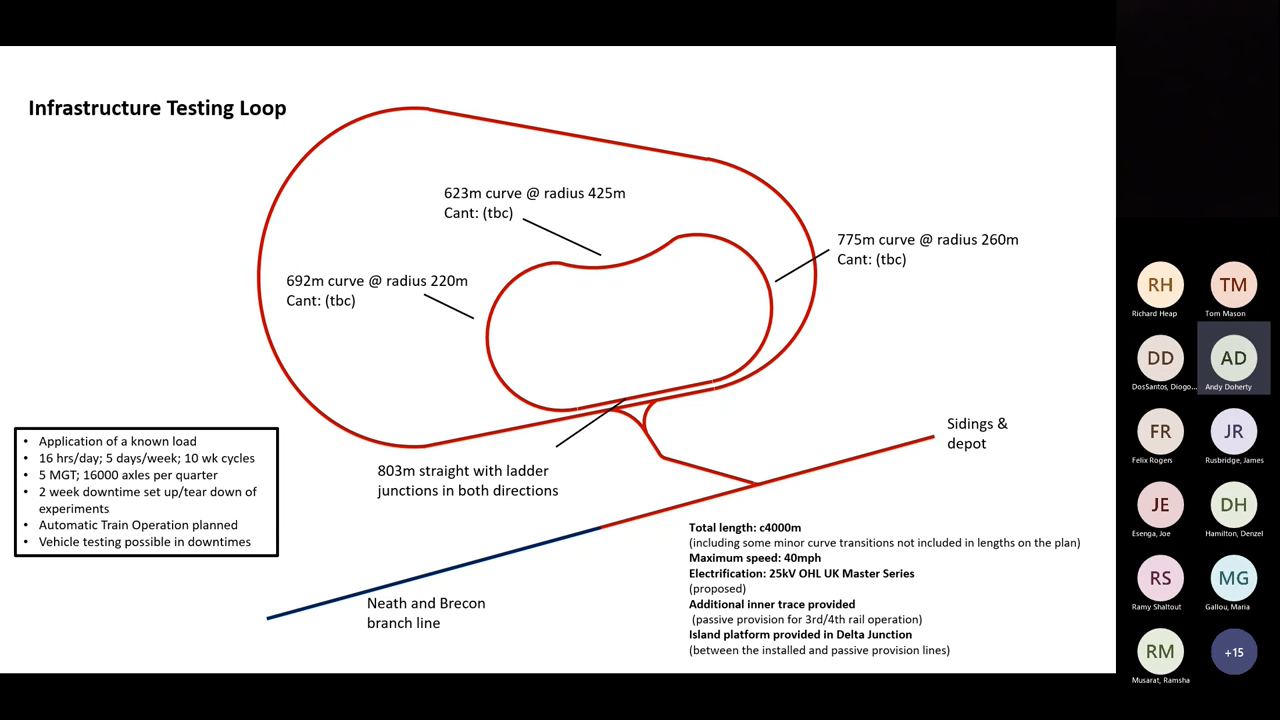 Infrastructure Testing Loop
623m curve @ radius 425m
Cant: (tbc)
775m curve @ radius 260m
Cant: (tbc)
692m curve @ radius 220m
Cant: (tbc)
803m straight with ladder
junctions in both directions
Sidings &
depot
Neath and Brecon
branch line
• Application of a known load
• 16 hrs/day; 5 days/week; 10 wk cycles
• 5 MGT; 16000 axles per quarter
• 2 week downtime set up/tear down of
experiments
• Automatic Train Operation planned
• Vehicle testing possible in downtimes
Total length: c4000m
(including some minor curve transitions not included in lengths on the plan)
Maximum speed: 40mph
Electrification: 25kV OHL UK Master Series
(proposed)
Additional inner trace provided
(passive provision for 3rd/4th rail operation)
Island platform provided in Delta Junction
(between the installed and passive provision lines)
RH
Richard Heap
TM
Tom Mason
DD
DosSantos, Diogo...
AD
Andy Doherty
FR
Felix Rogers
JR
Rusbridge, James
JE
Esenga, Joe
DH
Hamilton, Denzel
RS
Ramy Shaltout
MG
Gallou, Maria
RM
Musarat, Ramsha
+15